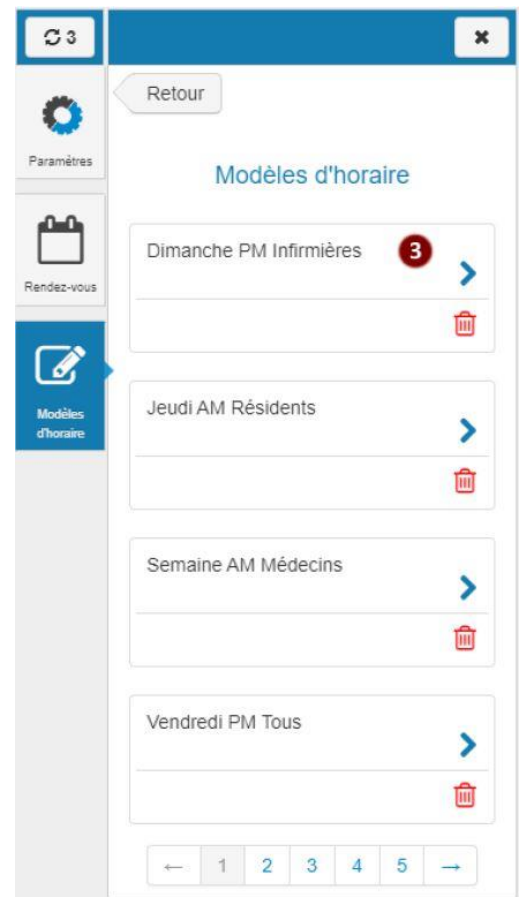 3
Retour
Paramètres
Modèles d'horaire
Dimanche PM Infirmières
3
Rendez-vous
Jeudi AM Résidents
Modèles
d'horaire
Semaine AM Médecins
Vendredi PM Tous
← 1 2 3 4 5 →